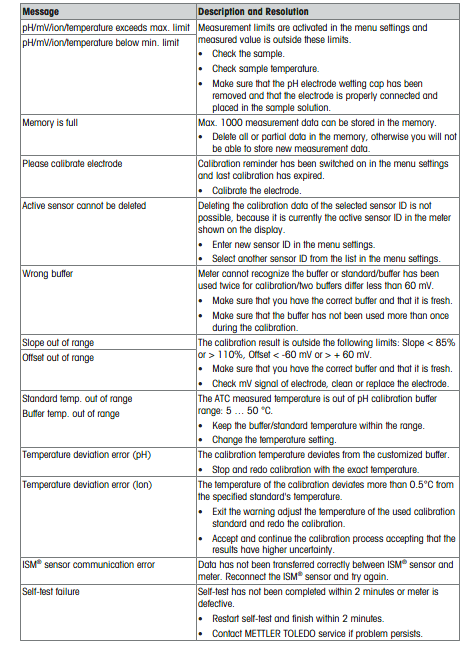 Message
Description and Resolution
pH/mV/ion/temperature exceeds max. limit
pH/mV/ion/temperature below min. limit
Measurement limits are activated in the menu settings and
measured value is outside these limits.
• Check the sample.
• Check sample temperature.
• Make sure that the pH electrode wetting cap has been
removed and that the electrode is properly connected and
placed in the sample solution.
Memory is full
Max. 1000 measurement data can be stored in the memory.
• Delete all or partial data in the memory, otherwise you will not
be able to store new measurement data.
Please calibrate electrode
Calibration reminder has been switched on in the menu settings
and last calibration has expired.
• Calibrate the electrode.
Active sensor cannot be deleted
Deleting the calibration data of the selected sensor ID is not
possible, because it is currently the active sensor ID in the meter
shown on the display.
• Enter new sensor ID in the menu settings.
• Select another sensor ID from the list in the menu settings.
Wrong buffer
Meter cannot recognize the buffer or standard/buffer has been
used twice for calibration/two buffers differ less than 60 mV.
• Make sure that you have the correct buffer and that it is fresh.
• Make sure that the buffer has not been used more than once
during the calibration.
Slope out of range
Offset out of range
The calibration result is outside the following limits: Slope < 85%
or > 110%, Offset < -60 mV or > + 60 mV.
• Make sure that you have the correct buffer and that it is fresh.
• Check mV signal of electrode, clean or replace the electrode.
Standard temp. out of range
Buffer temp. out of range
The ATC measured temperature is out of pH calibration buffer
range: 5 … 50 °C.
• Keep the buffer/standard temperature within the range.
• Change the temperature setting.
Temperature deviation error (pH)
The calibration temperature deviates from the customized buffer.
• Stop and redo calibration with the exact temperature.
Temperature deviation error (Ion)
The temperature of the calibration deviates more than 0.5°C from
the specified standard's temperature.
• Exit the warning adjust the temperature of the used calibration
standard and redo the calibration.
• Accept and continue the calibration process accepting that the
results have higher uncertainty.
ISM® sensor communication error
Data has not been transferred correctly between ISM® sensor and
meter. Reconnect the ISM® sensor and try again.
Self-test failure
Self-test has not been completed within 2 minutes or meter is
defective.
• Restart self-test and finish within 2 minutes.
• Contact METTLER TOLEDO service if problem persists.